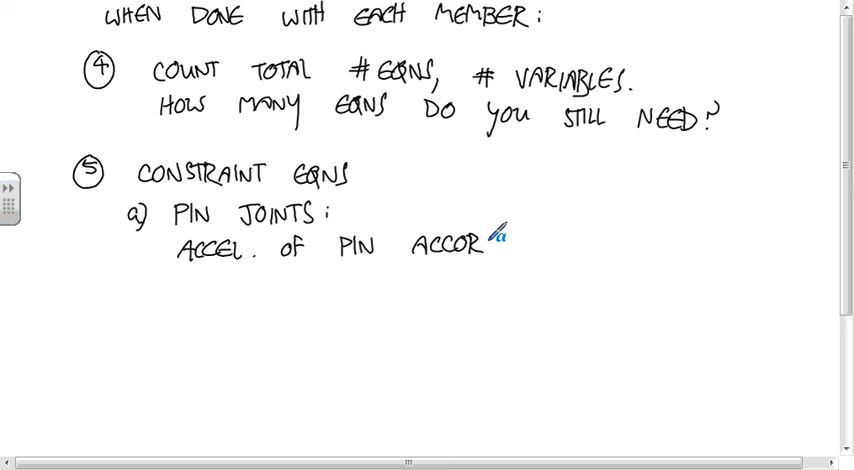 WHEN DONE WITH EACH MEMBER:
④ COUNT TOTAL # EQNS, # VARIABLES.
HOW MANY EQNS DO YOU STILL NEED?
⑤ CONSTRAINT EQNS
a) PIN JOINTS:
ACCEL. OF PIN ACCOR